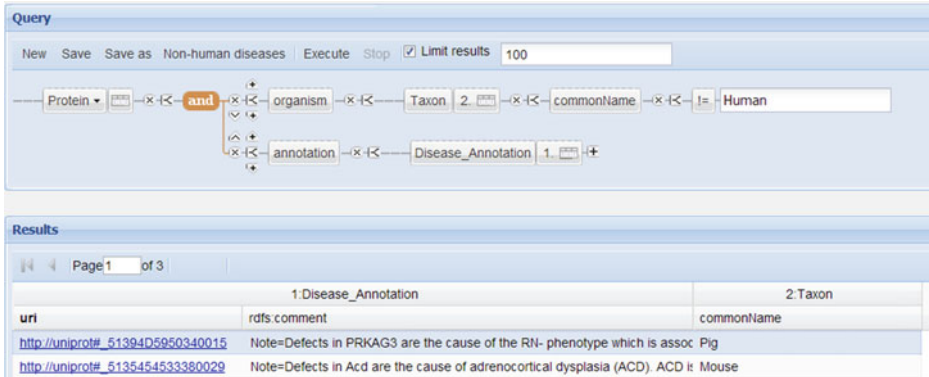 Query
New Save Save as Non-human diseases Execute Stop Limit results 100
Protein and organism Taxon 2. commonName != Human
annotation Disease_Annotation 1.
Results
Page 1 of 3
1:Disease_Annotation 2:Taxon
uri rdfs:comment commonName
http://uniprot#_51394D5950340015 Note=Defects in PRKAG3 are the cause of the RN- phenotype which is assoc Pig
http://uniprot#_5135454533380029 Note=Defects in Acd are the cause of adrenocortical dysplasia (ACD). ACD is Mouse